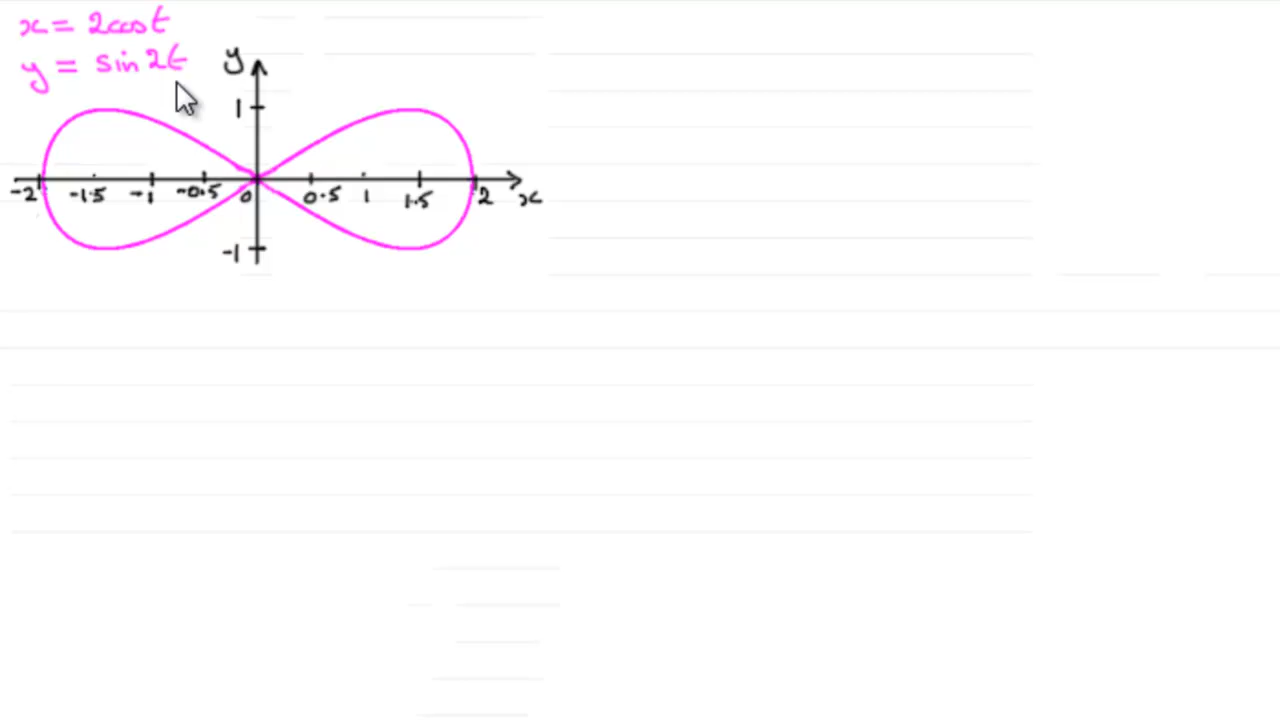 x = 2cost
y = sin 2t
y
1
-2 -1.5 -1 -0.5 0 0.5 1 1.5 2 x
-1